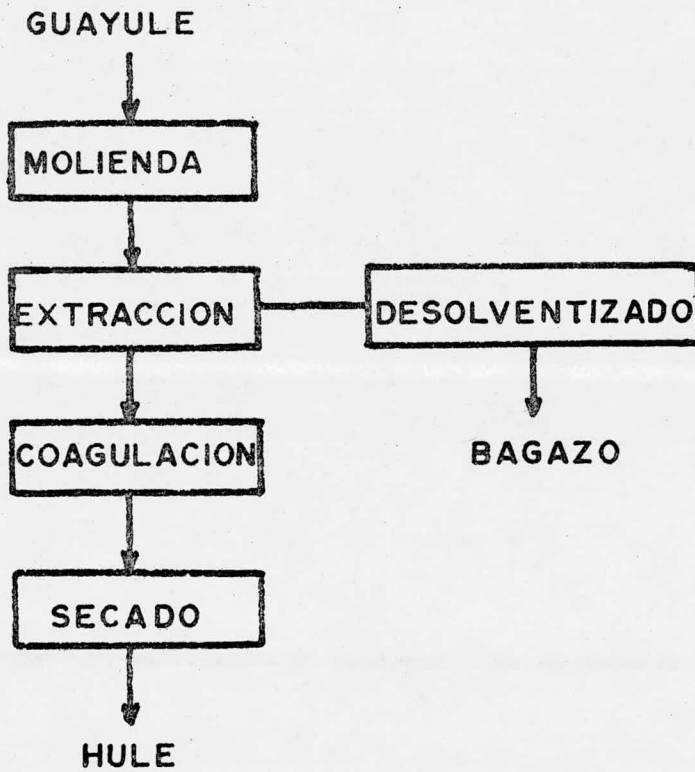 GUAYULE
MOLIENDA
EXTRACCION
DESOLVENTIZADO
COAGULACION
BAGAZO
SECADO
HULE